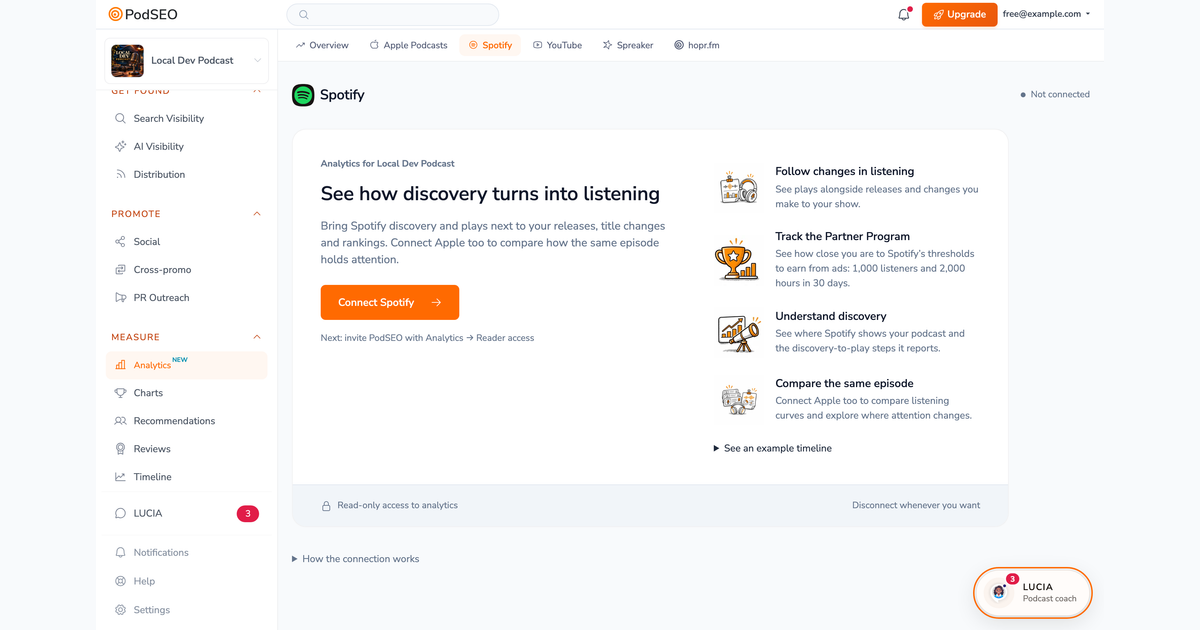 PodSEO
Upgrade
free@example.com
Local Dev Podcast
GET FOUND
Search Visibility
AI Visibility
Distribution
PROMOTE
Social
Cross-promo
PR Outreach
MEASURE
Analytics NEW
Charts
Recommendations
Reviews
Timeline
LUCIA 3
Notifications
Help
Settings
Overview
Apple Podcasts
Spotify
YouTube
Spreaker
hopr.fm
Spotify
Not connected
Analytics for Local Dev Podcast
See how discovery turns into listening
Bring Spotify discovery and plays next to your releases, title changes
and rankings. Connect Apple too to compare how the same episode
holds attention.
Connect Spotify →
Next: invite PodSEO with Analytics → Reader access
Follow changes in listening
See plays alongside releases and changes you
make to your show.
Track the Partner Program
See how close you are to Spotify's thresholds
to earn from ads: 1,000 listeners and 2,000
hours in 30 days.
Understand discovery
See where Spotify shows your podcast and
the discovery-to-play steps it reports.
Compare the same episode
Connect Apple too to compare listening
curves and explore where attention changes.
See an example timeline
Read-only access to analytics
Disconnect whenever you want
How the connection works
3
LUCIA
Podcast coach